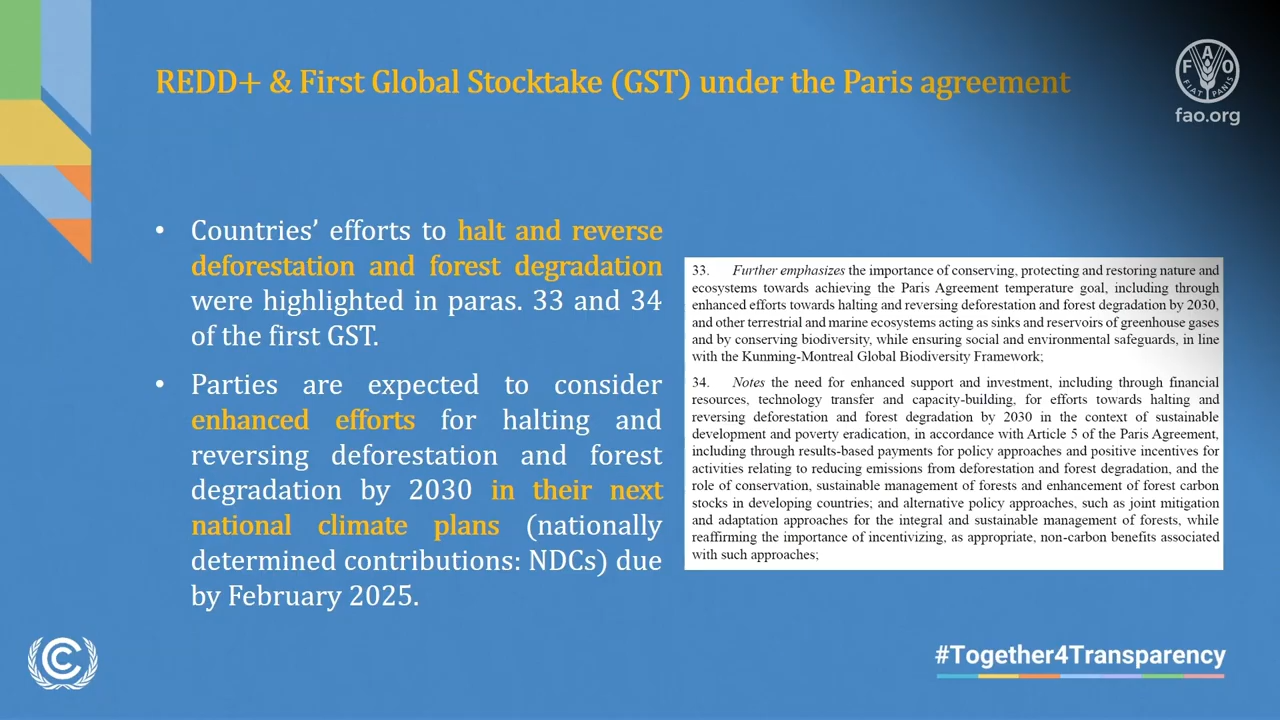 REDD+ & First Global Stocktake (GST) under the Paris agreement
F A O
FIAT PANIS
fao.org
• Countries’ efforts to halt and reverse
deforestation and forest degradation
were highlighted in paras. 33 and 34
of the first GST.
• Parties are expected to consider
enhanced efforts for halting and
reversing deforestation and forest
degradation by 2030 in their next
national climate plans (nationally
determined contributions: NDCs) due
by February 2025.
33. Further emphasizes the importance of conserving, protecting and restoring nature and
ecosystems towards achieving the Paris Agreement temperature goal, including through
enhanced efforts towards halting and reversing deforestation and forest degradation by 2030,
and other terrestrial and marine ecosystems acting as sinks and reservoirs of greenhouse gases
and by conserving biodiversity, while ensuring social and environmental safeguards, in line
with the Kunming-Montreal Global Biodiversity Framework;
34. Notes the need for enhanced support and investment, including through financial
resources, technology transfer and capacity-building, for efforts towards halting and
reversing deforestation and forest degradation by 2030 in the context of sustainable
development and poverty eradication, in accordance with Article 5 of the Paris Agreement,
including through results-based payments for policy approaches and positive incentives for
activities relating to reducing emissions from deforestation and forest degradation, and the
role of conservation, sustainable management of forests and enhancement of forest carbon
stocks in developing countries; and alternative policy approaches, such as joint mitigation
and adaptation approaches for the integral and sustainable management of forests, while
reaffirming the importance of incentivizing, as appropriate, non-carbon benefits associated
with such approaches;
#Together4Transparency